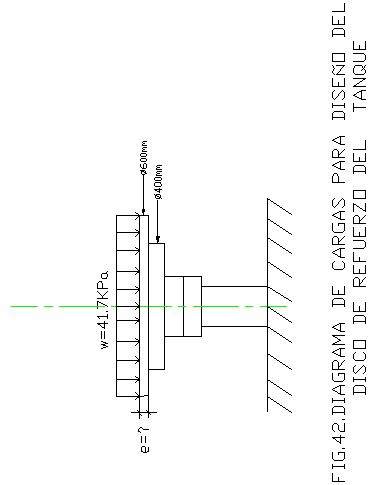 ø600mm
ø400mm
w=41.7KPa
e=?
FIG.42.DIAGRAMA DE CARGAS PARA DISEÑO DEL
DISCO DE REFUERZO DEL TANQUE